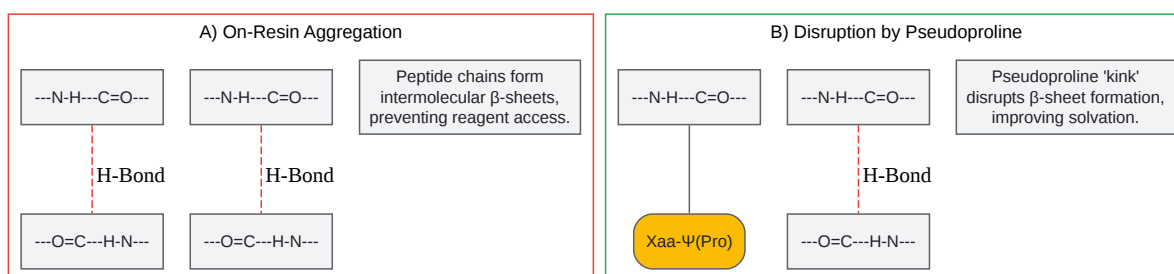 A) On-Resin Aggregation
---N-H---C=O---
---N-H---C=O---
Peptide chains form
intermolecular β-sheets,
preventing reagent access.
H-Bond
H-Bond
---O=C---H-N---
---O=C---H-N---
B) Disruption by Pseudoproline
---N-H---C=O---
---N-H---C=O---
Pseudoproline 'kink'
disrupts β-sheet formation,
improving solvation.
H-Bond
Xaa-Ψ(Pro)
---O=C---H-N---